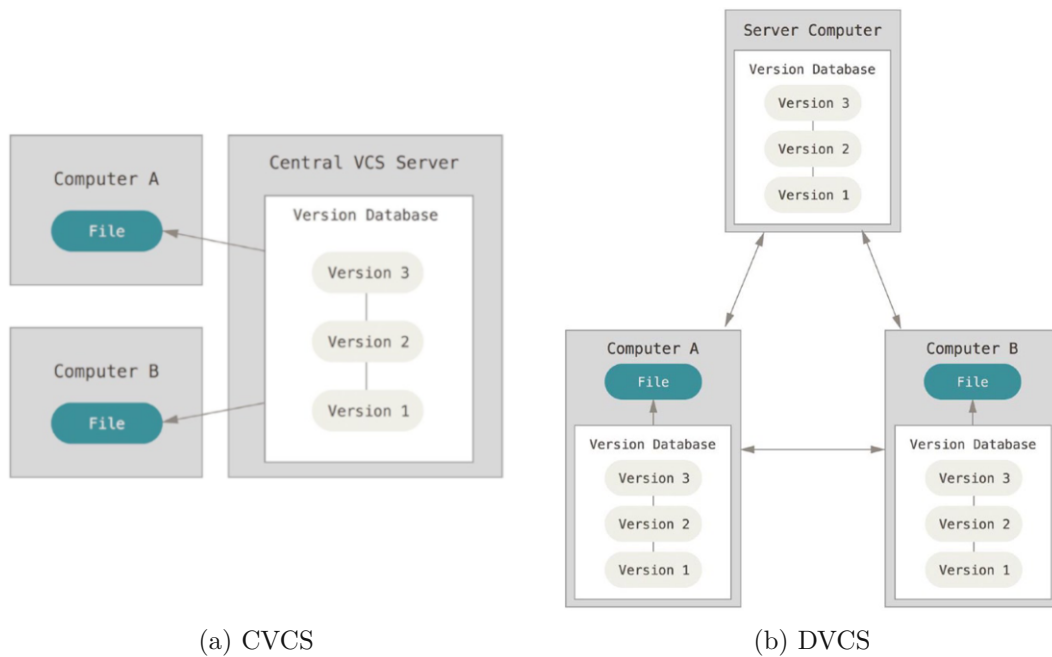 Computer A
File
Computer B
File
Central VCS Server
Version Database
Version 3
Version 2
Version 1
(a) CVCS
Server Computer
Version Database
Version 3
Version 2
Version 1
Computer A
File
Version Database
Version 3
Version 2
Version 1
Computer B
File
Version Database
Version 3
Version 2
Version 1
(b) DVCS